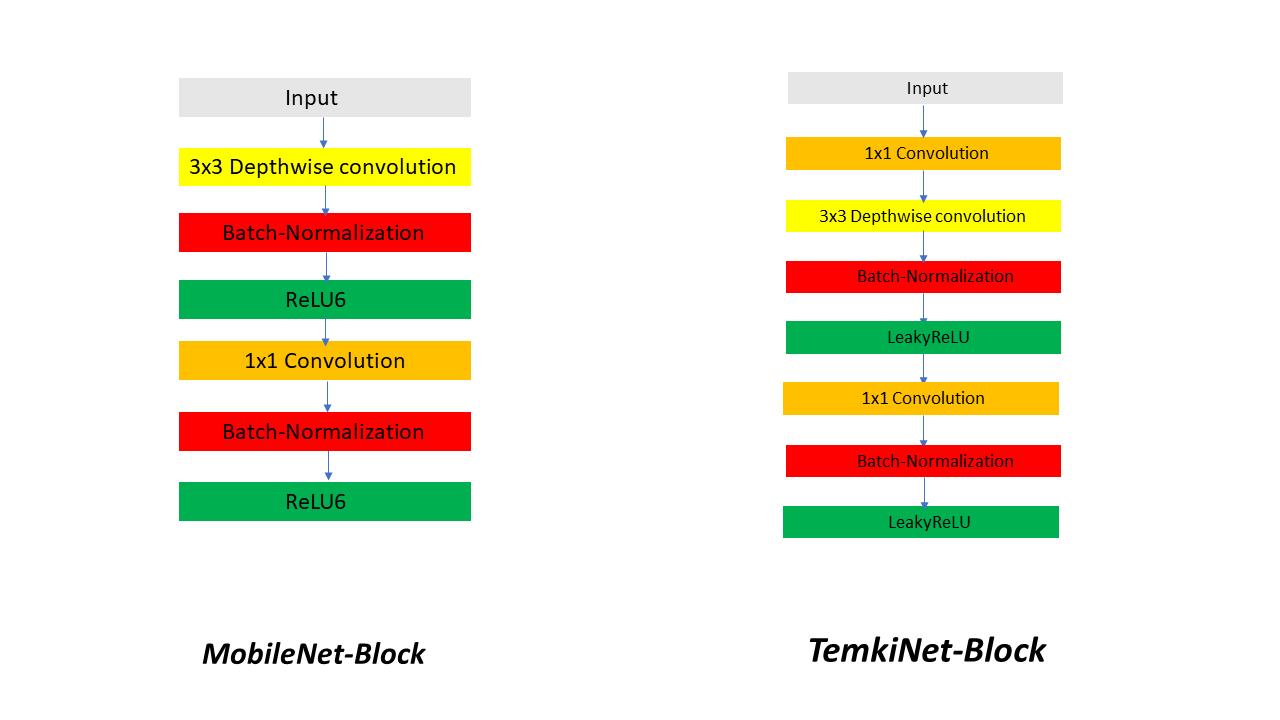 Input
3x3 Depthwise convolution
Batch-Normalization
ReLU6
1x1 Convolution
Batch-Normalization
ReLU6
MobileNet-Block
Input
1x1 Convolution
3x3 Depthwise convolution
Batch-Normalization
LeakyReLU
1x1 Convolution
Batch-Normalization
LeakyReLU
TemkiNet-Block